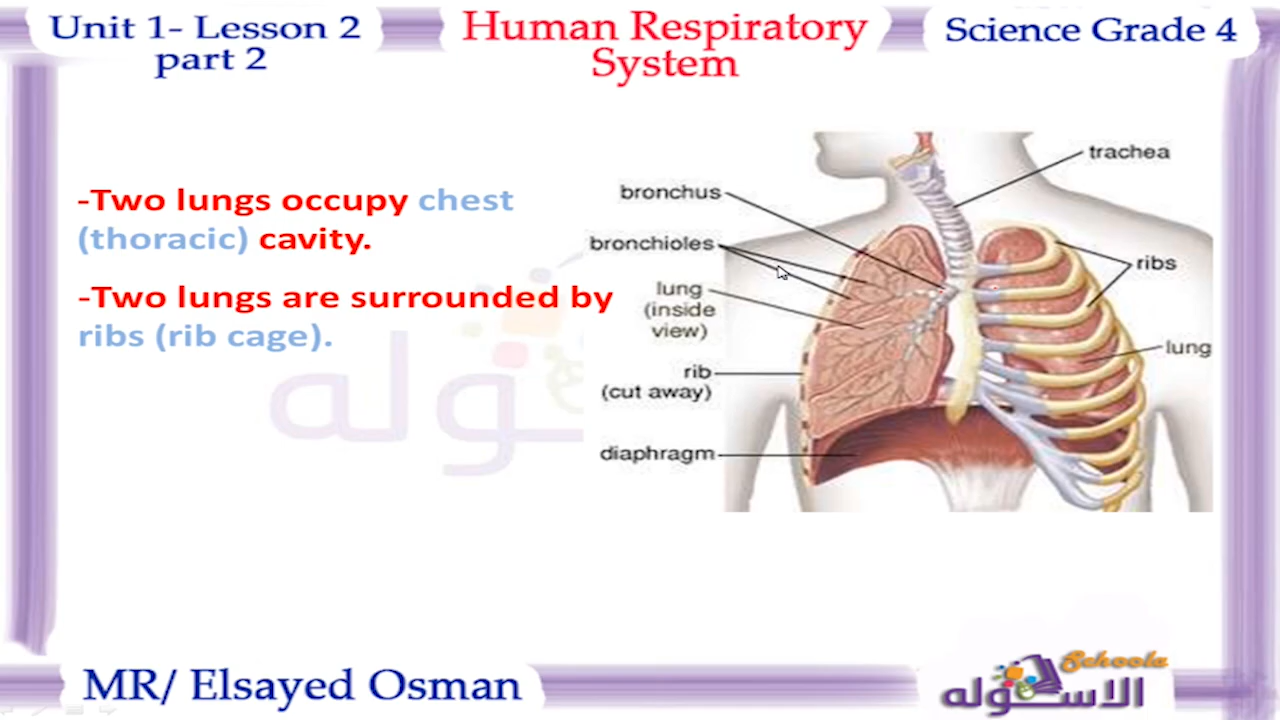 Unit 1- Lesson 2
part 2
Human Respiratory
System
Science Grade 4
-Two lungs occupy chest
(thoracic) cavity.
-Two lungs are surrounded by
ribs (rib cage).
trachea
bronchus
bronchioles
ribs
lung
(inside
view)
lung
rib
(cut away)
diaphragm
MR/ Elsayed Osman
Schoola
الاسكوله